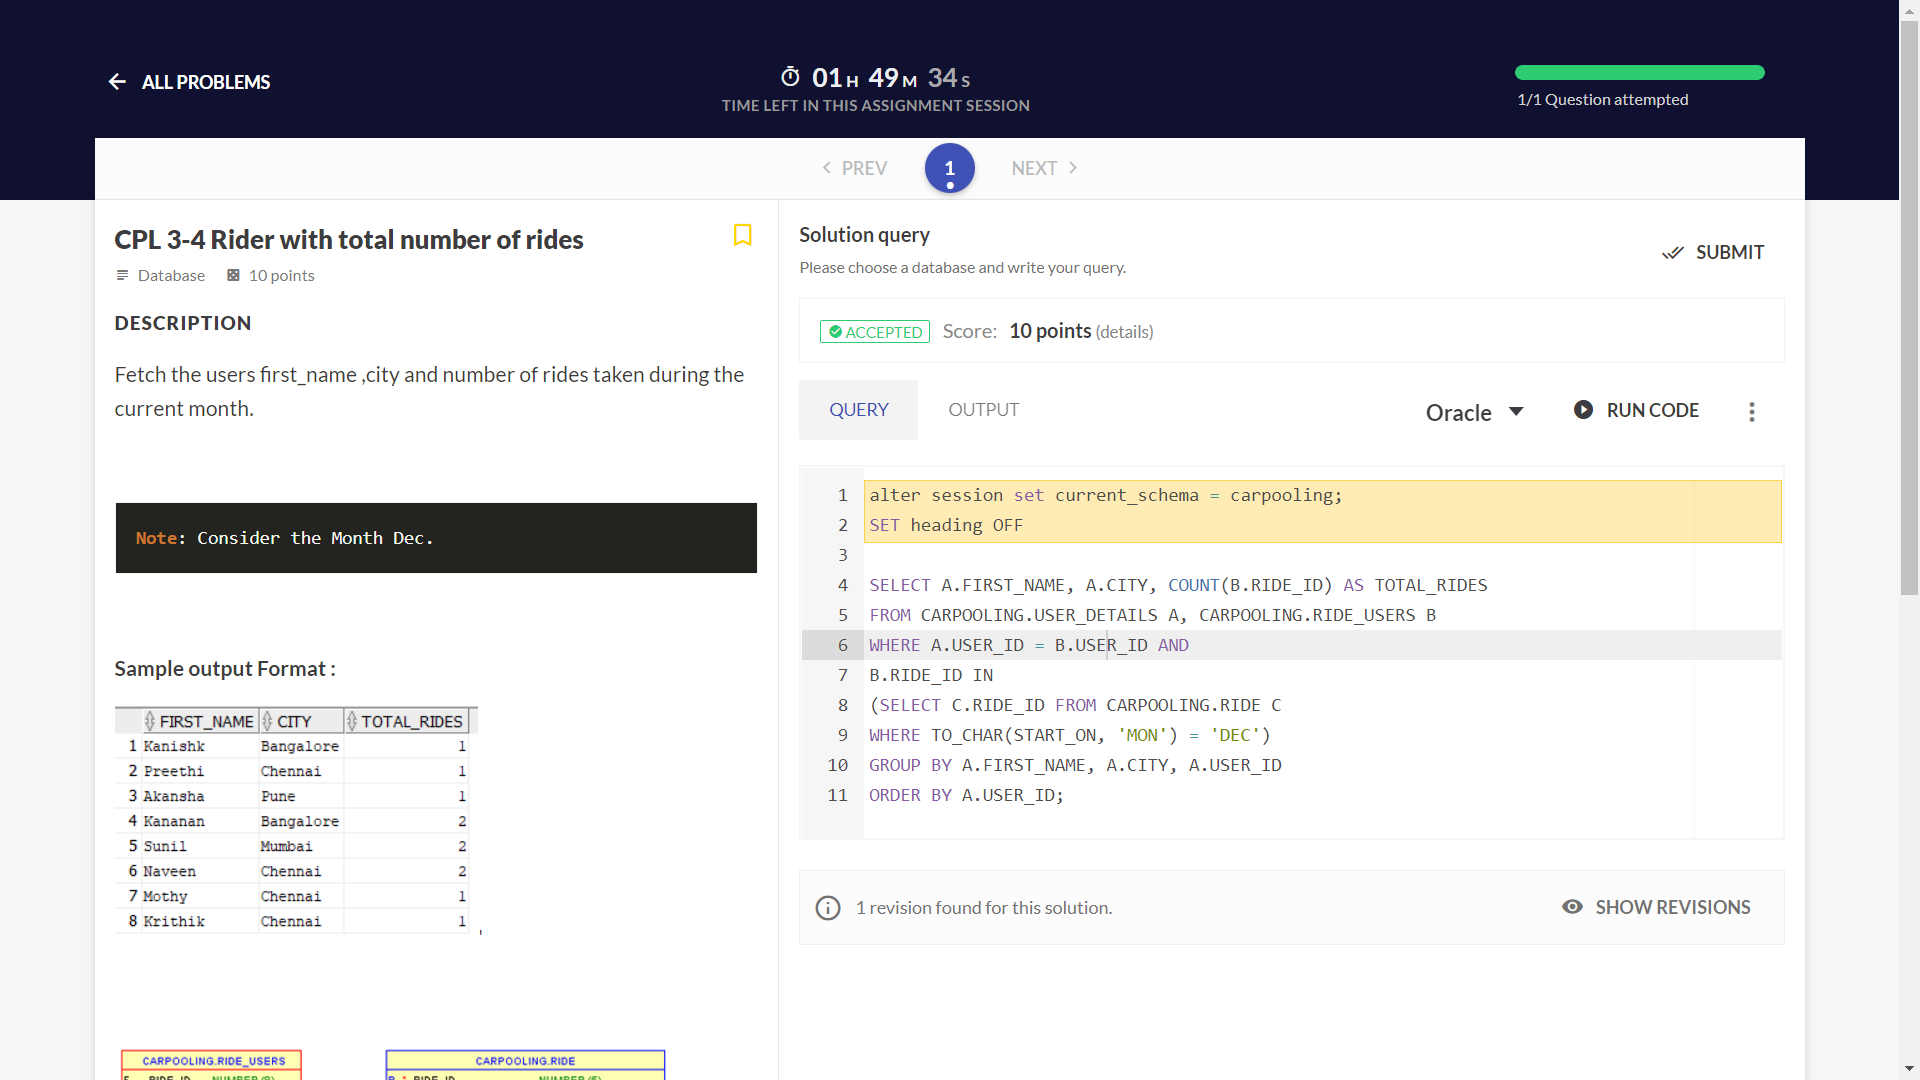 ALL PROBLEMS
01 H 49 M 34 S
TIME LEFT IN THIS ASSIGNMENT SESSION
1/1 Question attempted
PREV
1
NEXT
CPL 3-4 Rider with total number of rides
Database 10 points
DESCRIPTION
Fetch the users first_name ,city and number of rides taken during the
current month.
Note: Consider the Month Dec.
Sample output Format :
FIRST_NAME CITY TOTAL_RIDES
1 Kanishk Bangalore 1
2 Preethi Chennai 1
3 Akansha Pune 1
4 Kananan Bangalore 2
5 Sunil Mumbai 2
6 Naveen Chennai 2
7 Mothy Chennai 1
8 Krithik Chennai 1
CARPOOLING.RIDE_USERS
CARPOOLING.RIDE
Solution query
Please choose a database and write your query.
SUBMIT
ACCEPTED Score: 10 points (details)
QUERY OUTPUT Oracle RUN CODE
1 alter session set current_schema = carpooling;
2 SET heading OFF
3
4 SELECT A.FIRST_NAME, A.CITY, COUNT(B.RIDE_ID) AS TOTAL_RIDES
5 FROM CARPOOLING.USER_DETAILS A, CARPOOLING.RIDE_USERS B
6 WHERE A.USER_ID = B.USER_ID AND
7 B.RIDE_ID IN
8 (SELECT C.RIDE_ID FROM CARPOOLING.RIDE C
9 WHERE TO_CHAR(START_ON, 'MON') = 'DEC')
10 GROUP BY A.FIRST_NAME, A.CITY, A.USER_ID
11 ORDER BY A.USER_ID;
1 revision found for this solution.
SHOW REVISIONS